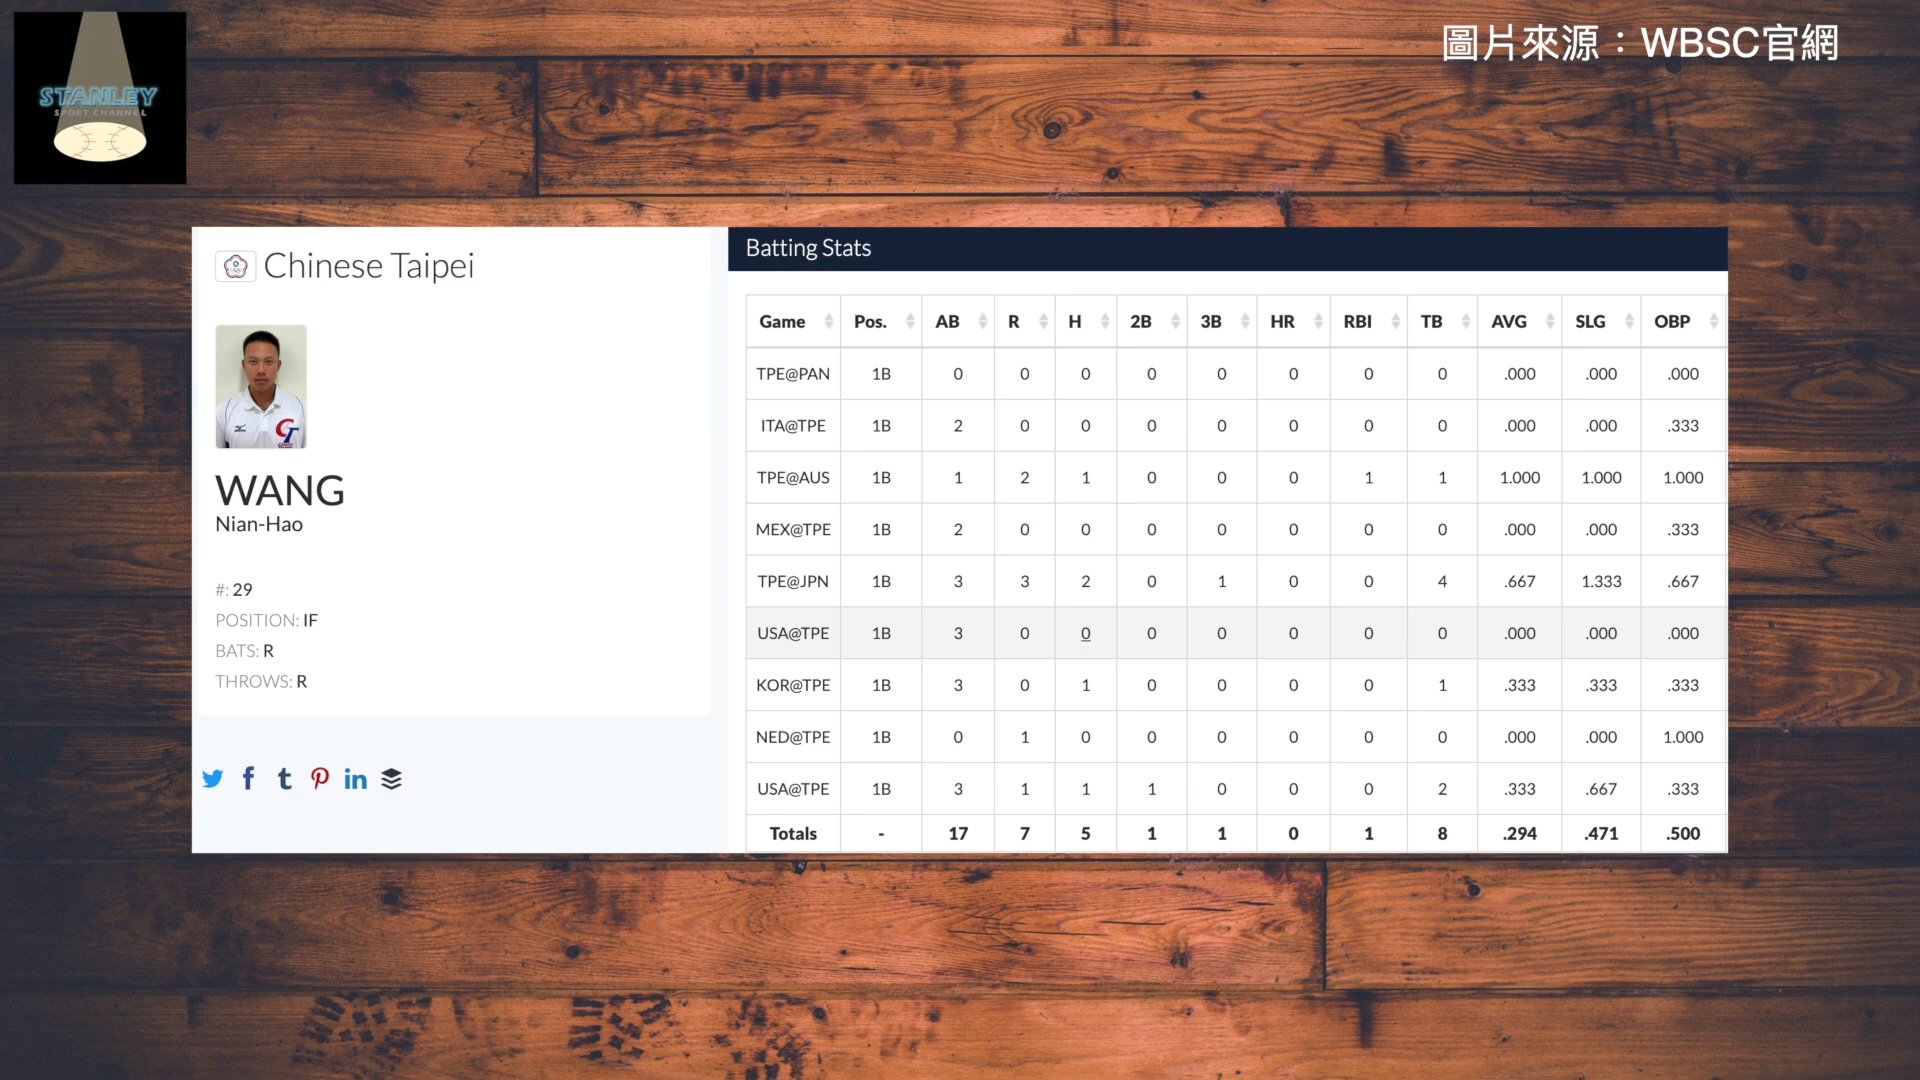 STANLEY
SPORT CHANNEL
圖片來源：WBSC官網
Chinese Taipei
WANG
Nian-Hao
#: 29
POSITION: IF
BATS: R
THROWS: R
Batting Stats
Game Pos. AB R H 2B 3B HR RBI TB AVG SLG OBP
TPE@PAN 1B 0 0 0 0 0 0 0 0 .000 .000 .000
ITA@TPE 1B 2 0 0 0 0 0 0 0 .000 .000 .333
TPE@AUS 1B 1 2 1 0 0 0 1 1 1.000 1.000 1.000
MEX@TPE 1B 2 0 0 0 0 0 0 0 .000 .000 .333
TPE@JPN 1B 3 3 2 0 1 0 0 4 .667 1.333 .667
USA@TPE 1B 3 0 0 0 0 0 0 0 .000 .000 .000
KOR@TPE 1B 3 0 1 0 0 0 0 1 .333 .333 .333
NED@TPE 1B 0 1 0 0 0 0 0 0 .000 .000 1.000
USA@TPE 1B 3 1 1 1 0 0 0 2 .333 .667 .333
Totals - 17 7 5 1 1 0 1 8 .294 .471 .500